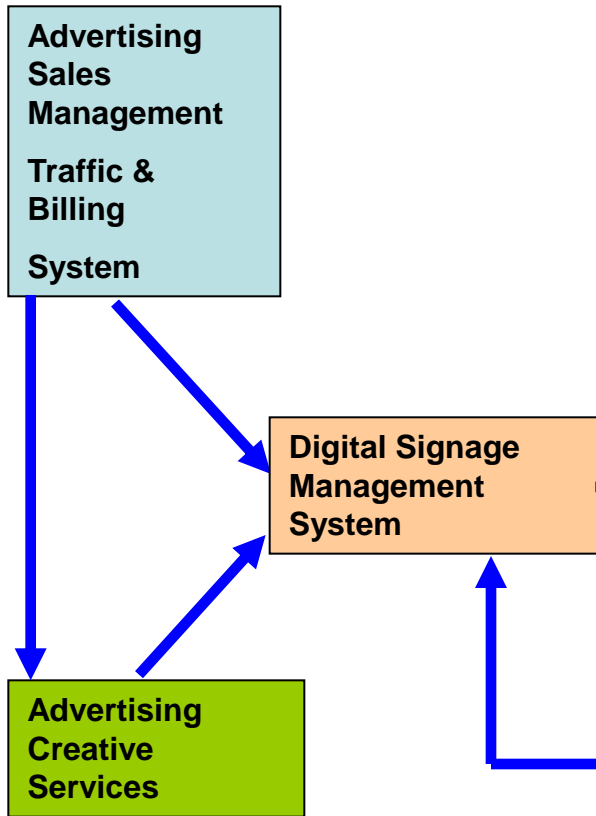 Advertising
Sales
Management
Traffic &
Billing
System
Digital Signage
Management
System
Advertising
Creative
Services